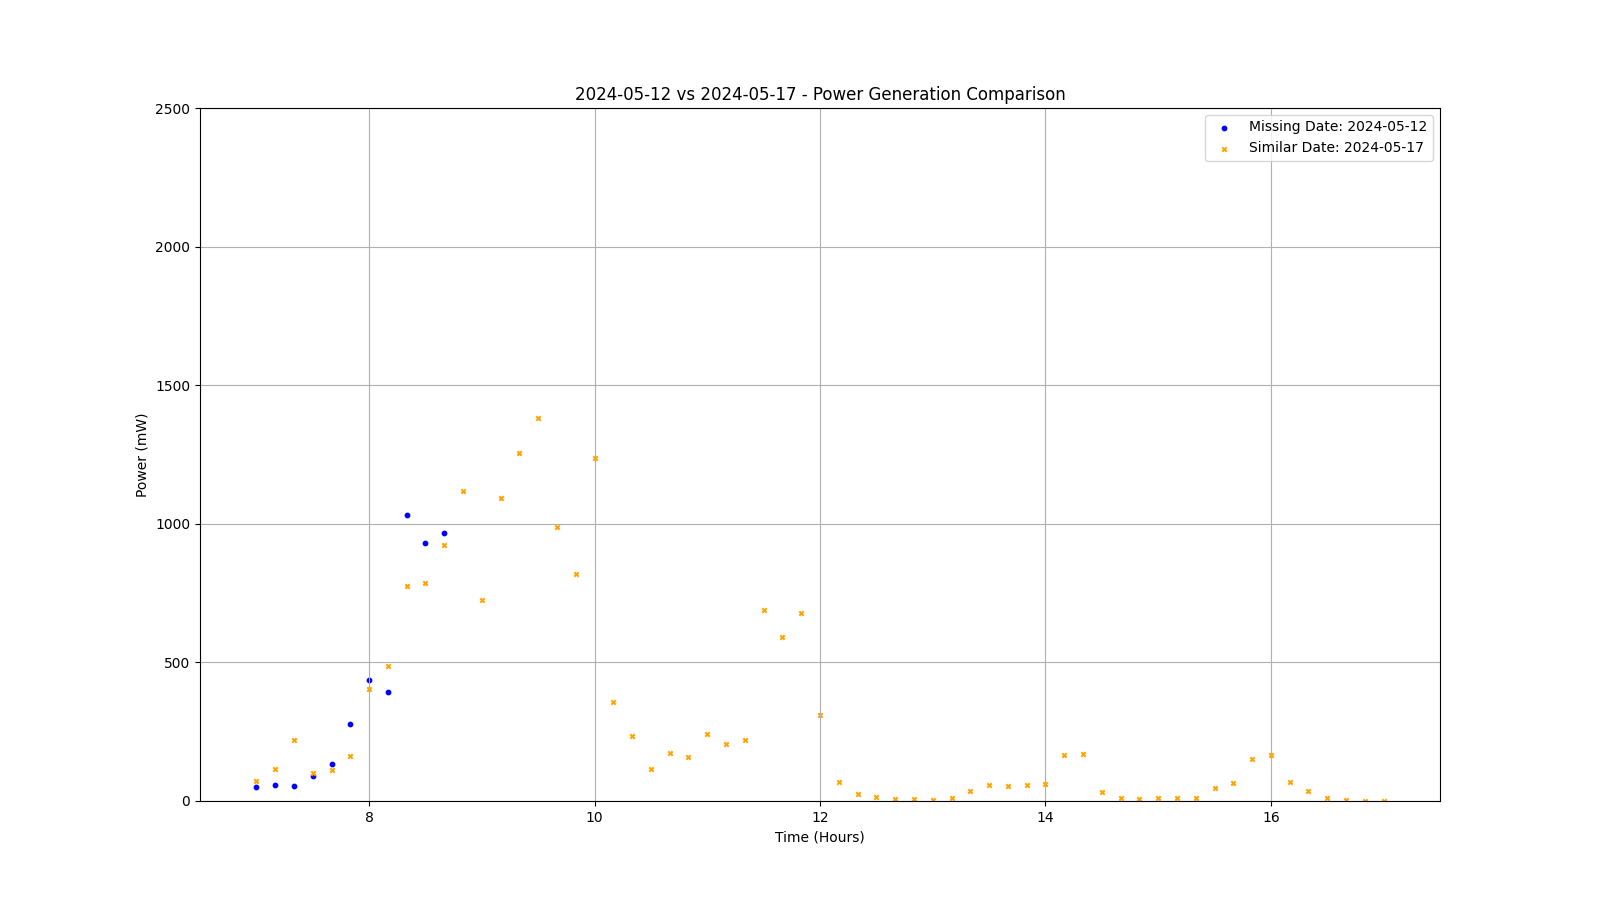 2024-05-12 vs 2024-05-17 - Power Generation Comparison
Missing Date: 2024-05-12
Similar Date: 2024-05-17
Power (mW)
2500
2000
1500
1000
500
0
8 10 12 14 16
Time (Hours)